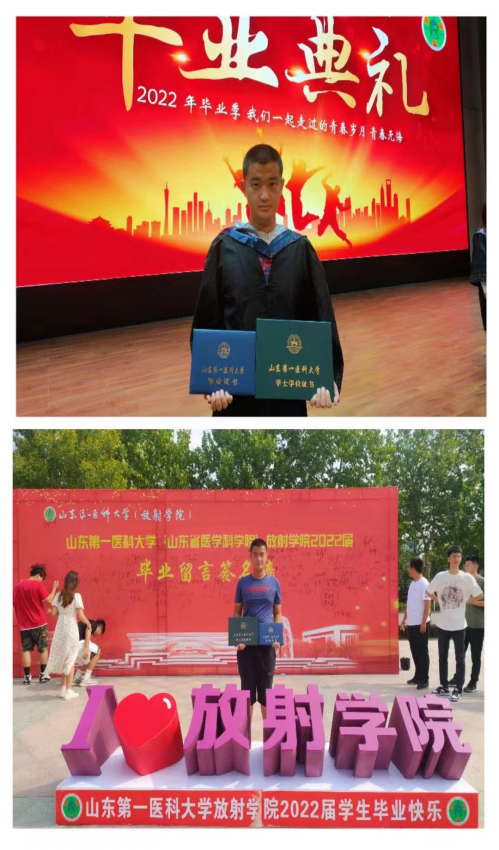 毕业典礼
2022 年毕业季 我们一起走过的青春岁月 青春无悔
山东第一医科大学
毕业证书
山东第一医科大学
学士学位证书
山东第一医科大学(放射学院)
山东第一医科大学(山东省医学科学院)放射学院2022届
毕业留言签名
I 放射学院
山东第一医科大学放射学院2022届学生毕业快乐